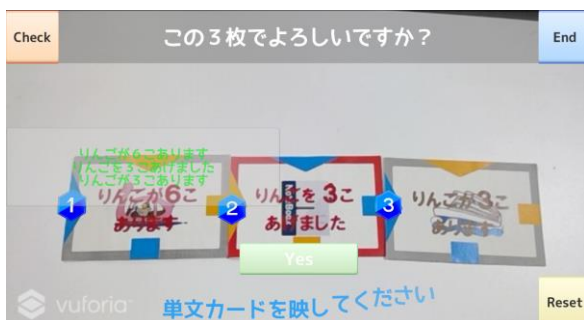 Check
この3枚でよろしいですか？
End
りんごが6こあります
りんごを3こあげました
りんごが3こあります
りんごが6こ
あります
1
りんごを3こ
あげました
2
りんごが3こ
あります
3
Yes
vuforia
単文カードを映してください
Reset